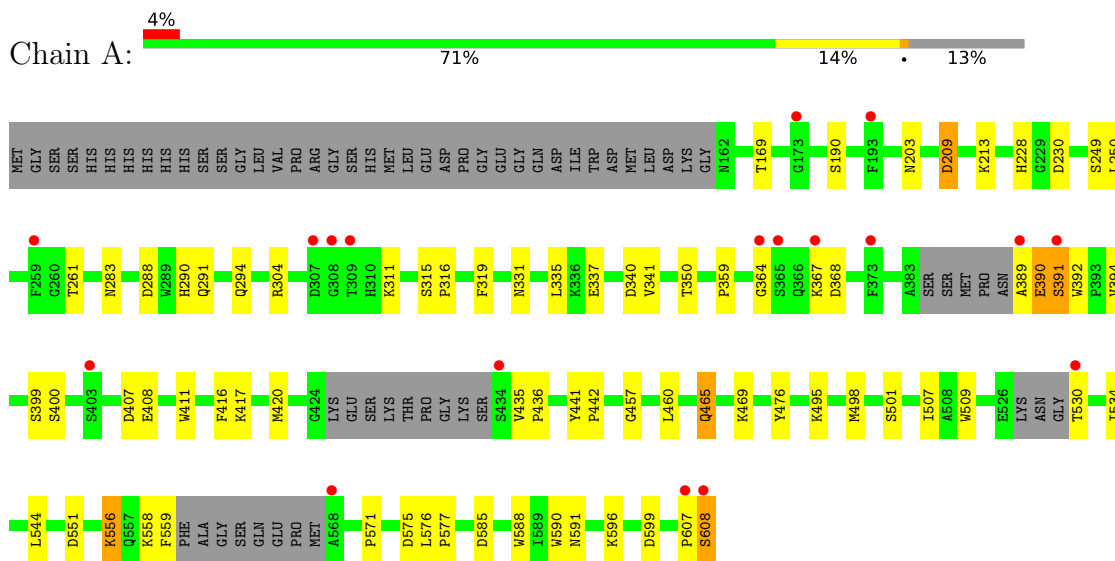 4%
Chain A:
71% 14% • 13%
MET GLY SER SER HIS HIS HIS HIS HIS HIS SER SER GLY LEU VAL PRO ARG GLY SER HIS MET LEU GLU ASP PRO GLY GLU GLY GLN ASP ILE TRP ASP MET LEU ASP LYS GLY N162 T169 G173 S190 F193 N203 D209 K213 H228 G229 D230 S249 L250
F259 G260 T261 N283 D288 W289 H290 Q291 Q294 R304 D307 G308 T309 H310 K311 S315 P316 F319 N331 L335 K336 E337 D340 V341 T350 P359 G364 S365 Q366 K367 D368 F373 A383 SER SER MET PRO ASN A389 E390 S391 W392 P393 V394
S399 S400 S403 D407 E408 W411 F416 K417 M420 G424 LYS GLU SER LYS THR PRO GLY LYS SER S434 V435 P436 Y441 P442 G457 L460 Q465 K469 Y476 K495 M498 S501 I507 A508 W509 E526 LYS ASN GLY T530
L544 D551 K556 Q557 K558 F559 PHE ALA GLY SER GLN GLU PRO MET A568 P571 D575 L576 P577 D585 W588 I589 W590 N591 K596 D599 P607 S608